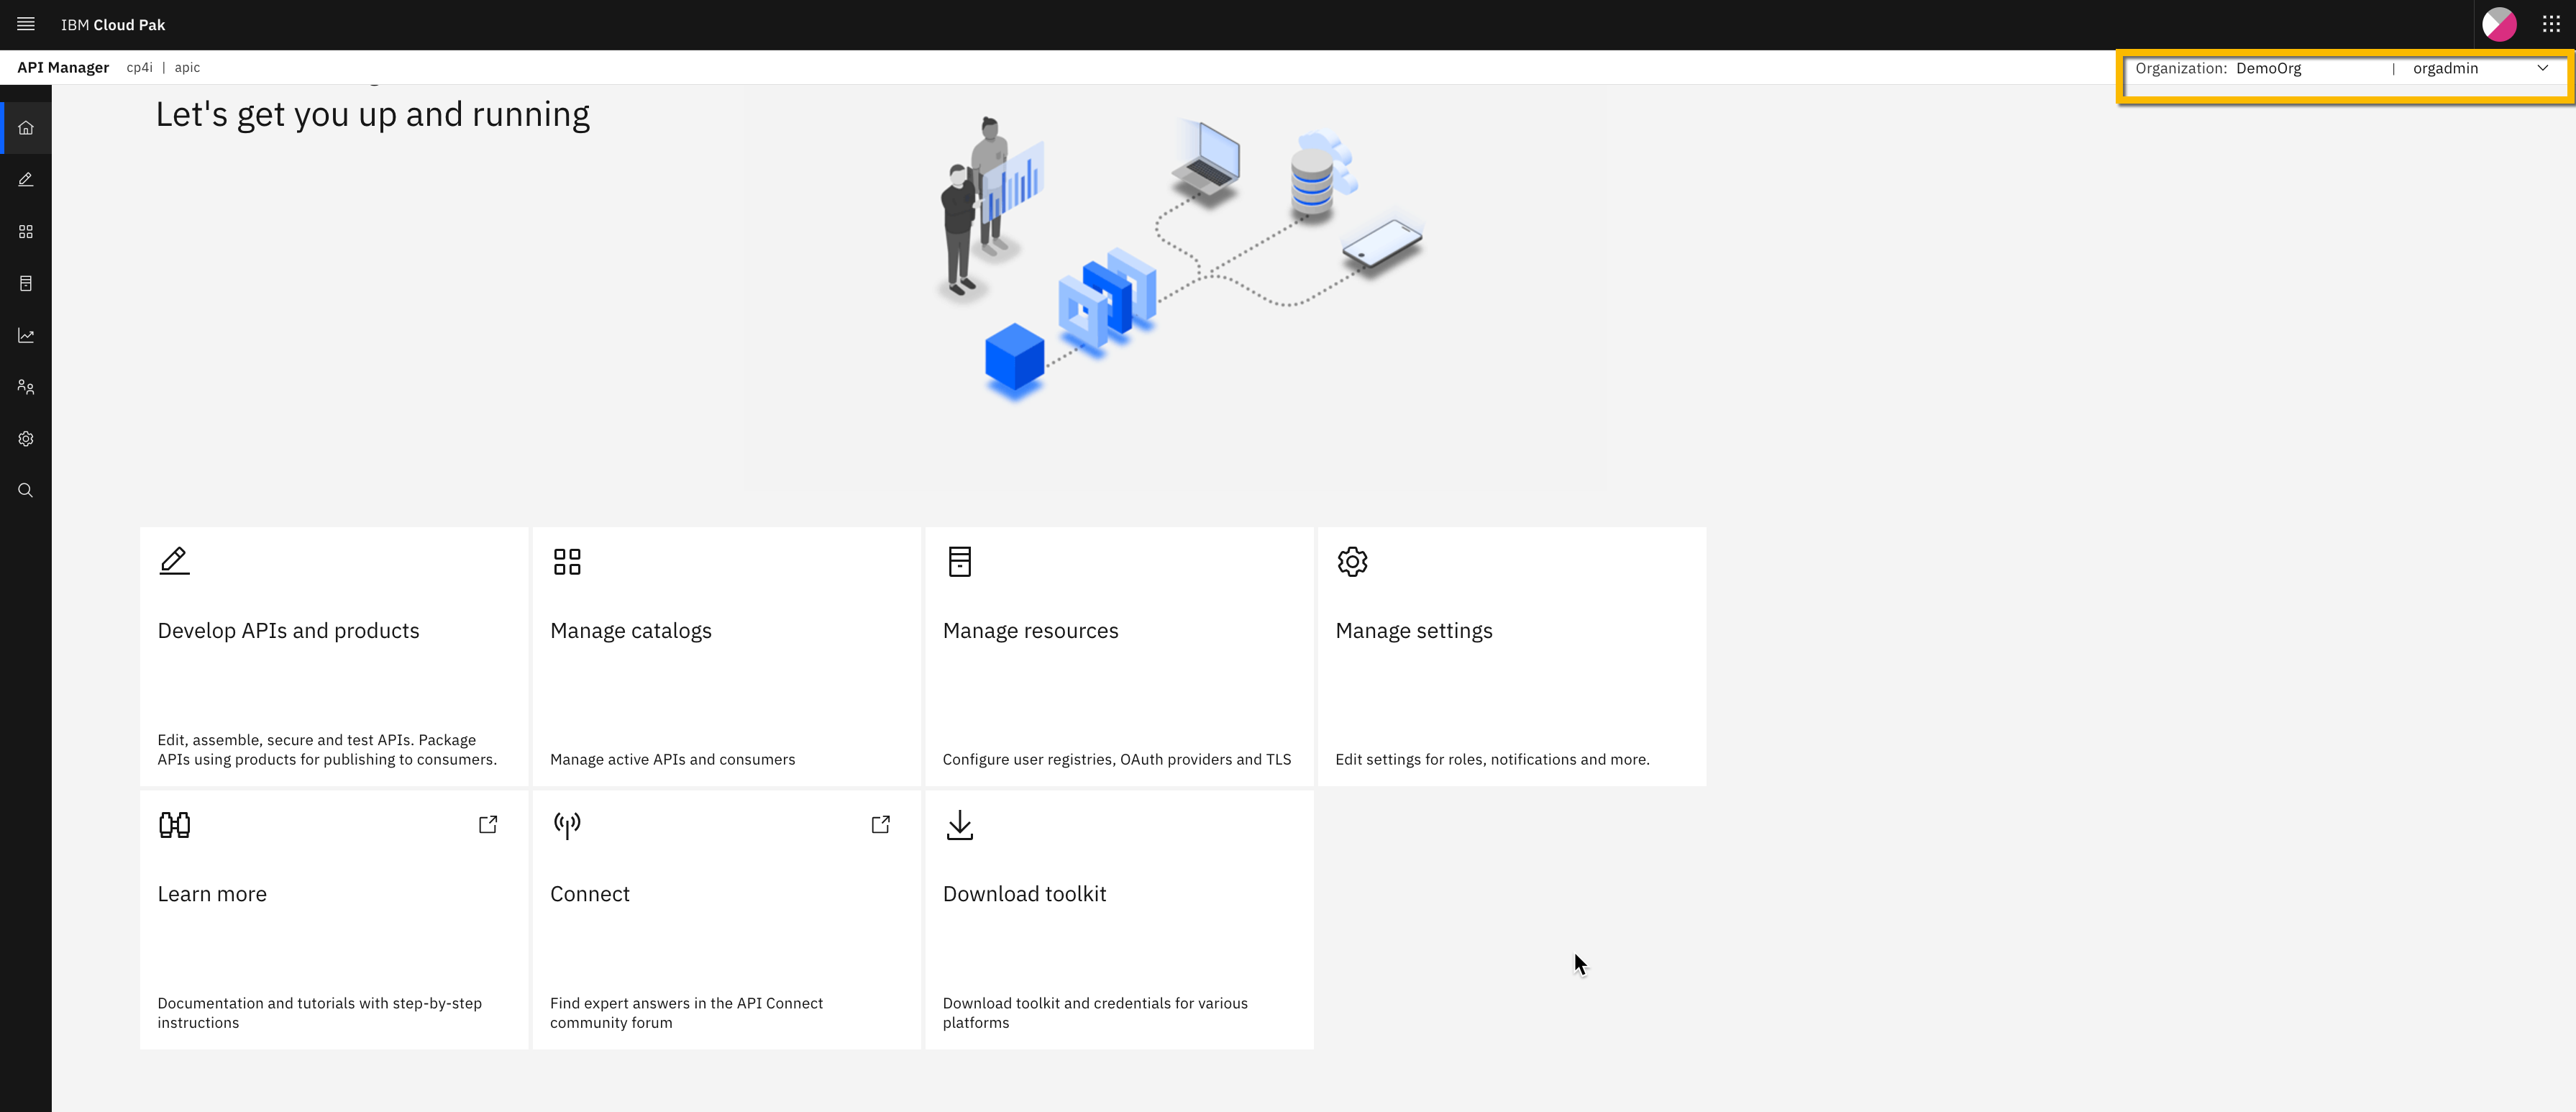 IBM Cloud Pak
API Manager cp4i | apic
Organization: DemoOrg | orgadmin
Let's get you up and running
Develop APIs and products
Edit, assemble, secure and test APIs. Package
APIs using products for publishing to consumers.
Manage catalogs
Manage active APIs and consumers
Manage resources
Configure user registries, OAuth providers and TLS
Manage settings
Edit settings for roles, notifications and more.
Learn more
Documentation and tutorials with step-by-step
instructions
Connect
Find expert answers in the API Connect
community forum
Download toolkit
Download toolkit and credentials for various
platforms